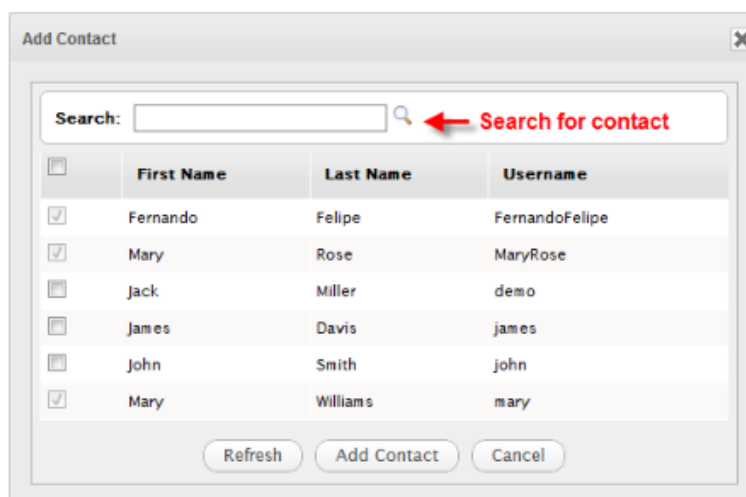 Add Contact
Search: Search for contact
First Name Last Name Username
Fernando Felipe FernandoFelipe
Mary Rose MaryRose
Jack Miller demo
James Davis james
John Smith john
Mary Williams mary
Refresh Add Contact Cancel